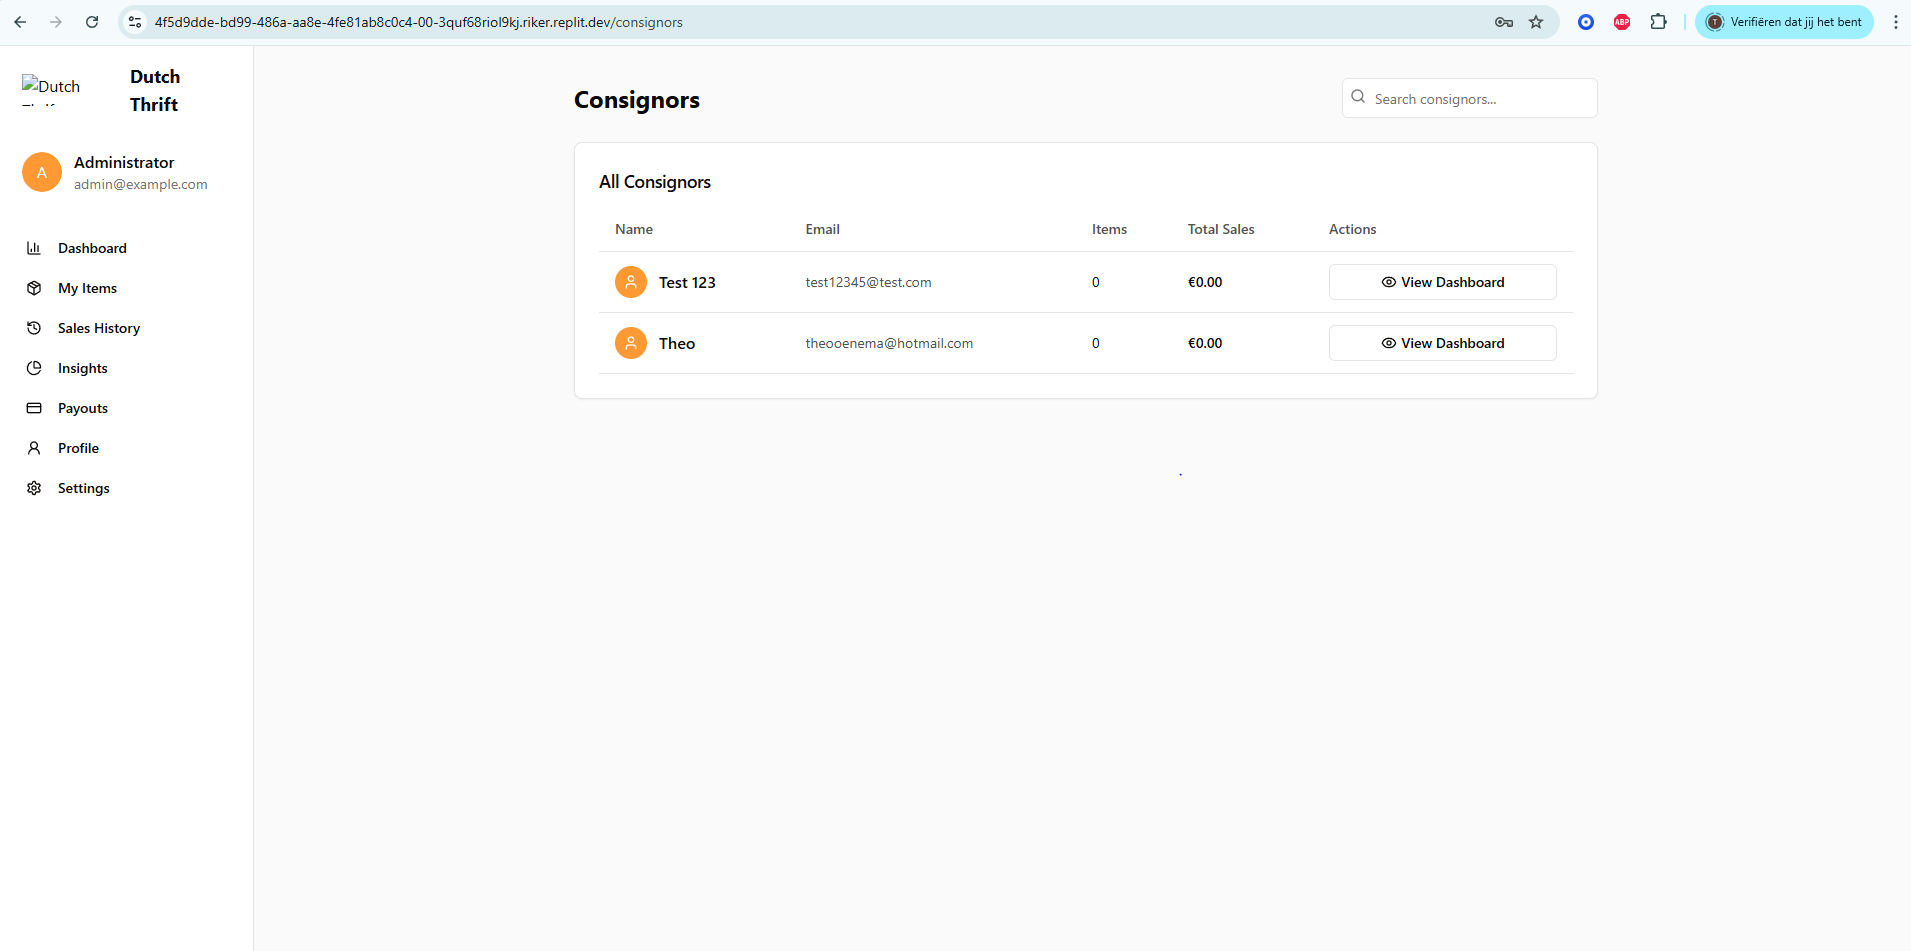 4f5d9dde-bd99-486a-aa8e-4fe81ab8c0c4-00-3quf68riol9kj.riker.replit.dev/consignors
ABP
T
Verifiëren dat jij het bent
Dutch
Dutch
Thrift
A
Administrator
admin@example.com
Dashboard
My Items
Sales History
Insights
Payouts
Profile
Settings
Consignors
Search consignors...
All Consignors
Name Email Items Total Sales Actions
Test 123 test12345@test.com 0 €0.00 View Dashboard
Theo theooenema@hotmail.com 0 €0.00 View Dashboard